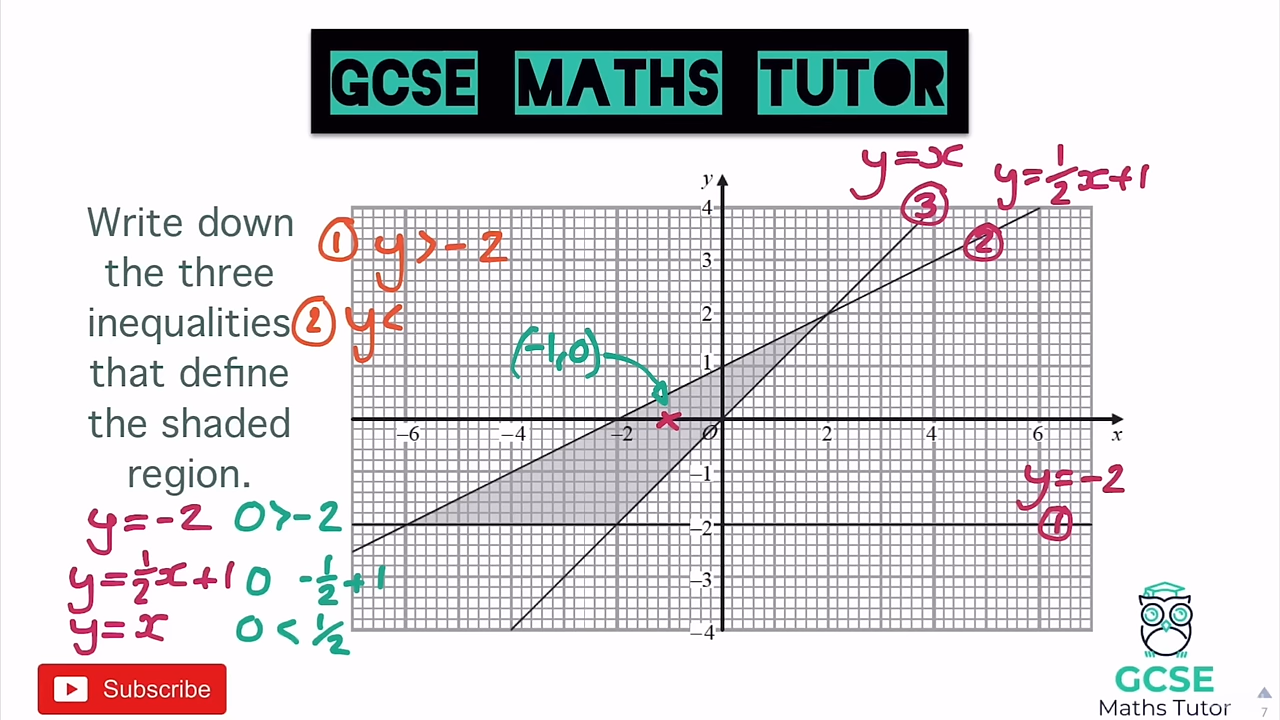 GCSE MATHS TUTOR
Write down
the three
inequalities
that define
the shaded
region.
① y > -2
② y <
y = -2 0 > -2
y = ½x + 1 0 -½ + 1
y = x 0 < ½
(-1, 0)
y = x
③
y = ½x + 1
②
y = -2
①
y
4
3
2
1
–6 –4 –2 O 2 4 6 x
–1
–2
–3
–4
Subscribe
GCSE
Maths Tutor
7